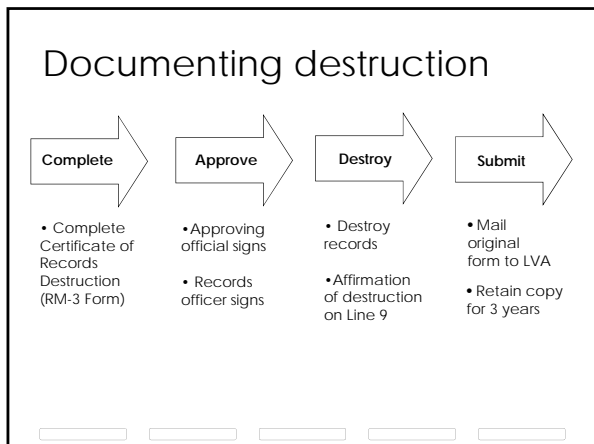 Documenting destruction
Complete
• Complete
Certificate of
Records
Destruction
(RM-3 Form)
Approve
•Approving
official signs
• Records
officer signs
Destroy
• Destroy
records
•Affirmation
of destruction
on Line 9
Submit
• Mail
original
form to LVA
• Retain copy
for 3 years